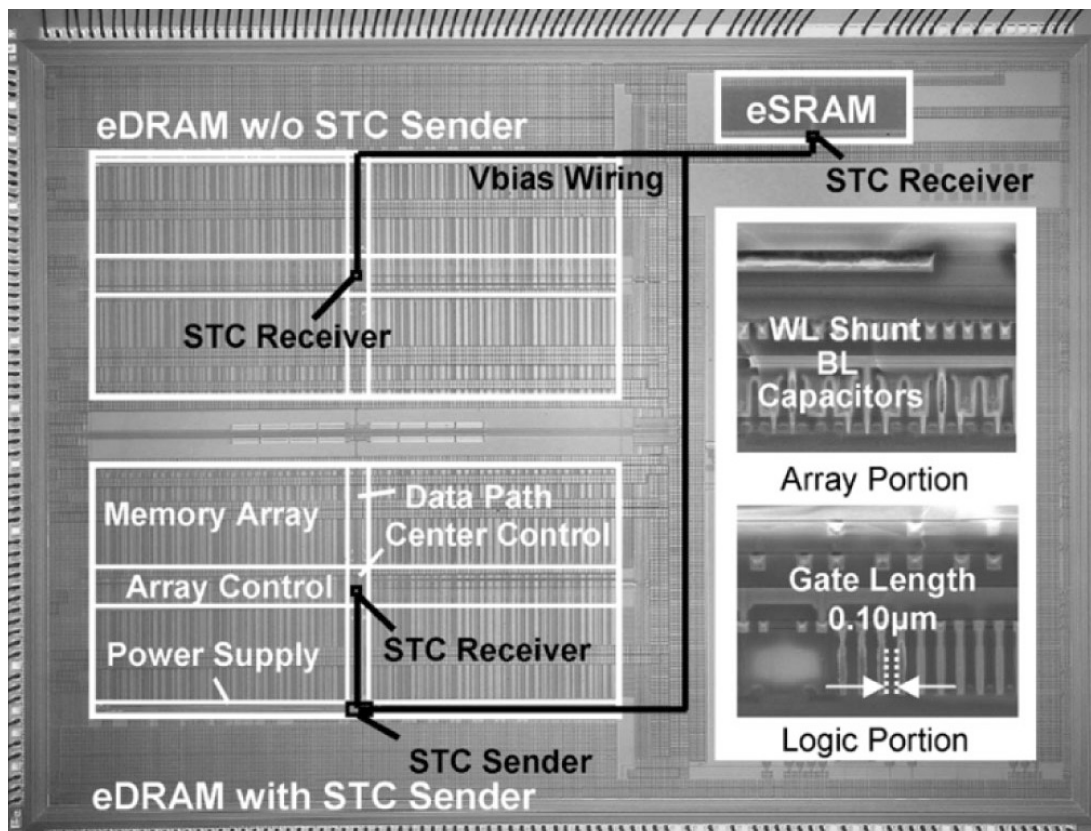 eDRAM w/o STC Sender
eSRAM
Vbias Wiring
STC Receiver
STC Receiver
WL Shunt
BL
Capacitors
Array Portion
Memory Array
Data Path
Center Control
Array Control
STC Receiver
Power Supply
STC Sender
eDRAM with STC Sender
Gate Length
0.10µm
Logic Portion